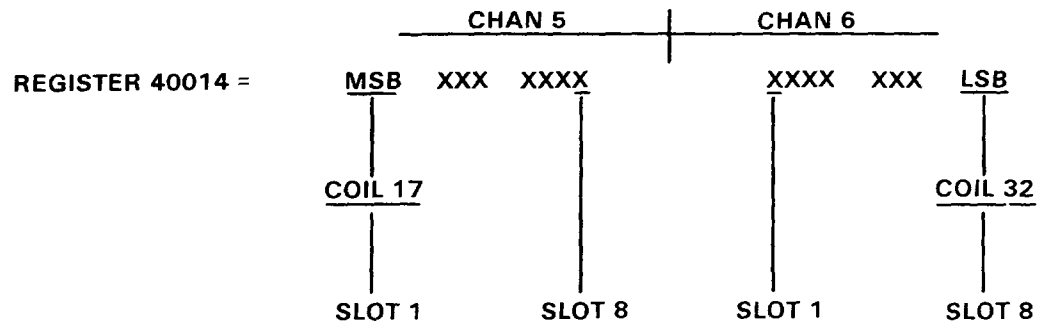 CHAN 5 CHAN 6
REGISTER 40014 = MSB XXX XXXX XXXX XXX LSB
COIL 17 COIL 32
SLOT 1 SLOT 8 SLOT 1 SLOT 8